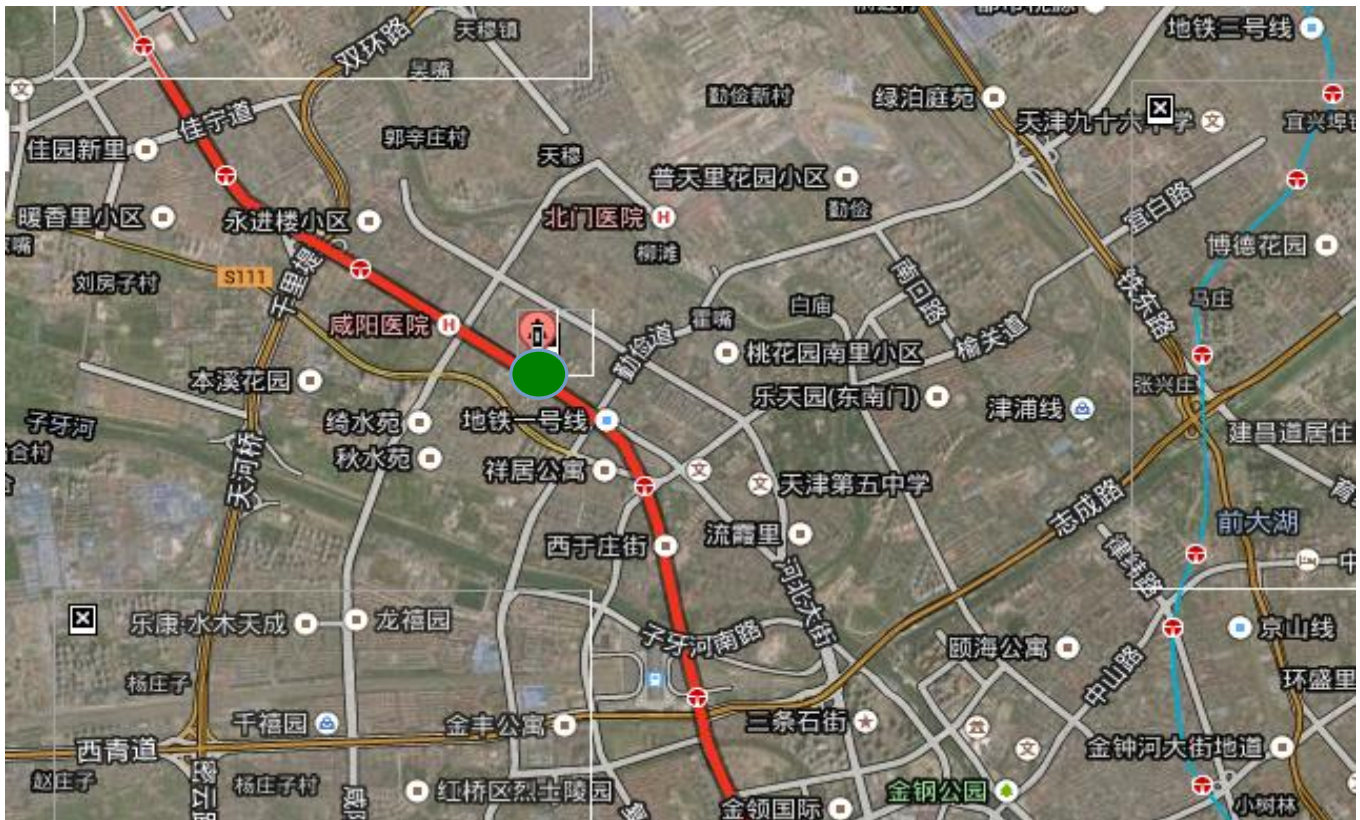 地铁三号线
双环路
天穆镇
吴嘴
绿泊庭苑
勤俭新村
佳宁道
天津九十六中学
郭辛庄村
佳园新里
天穆
普天里花园小区
暖香里小区
永进楼小区
北门医院
勤俭
宜白路
柳滩
博德花园
刘房子村
S111
千里堤
马庄
白庙
铁东路
咸阳医院
霍嘴
勤俭道
桃花园南里小区
榆关道
本溪花园
张兴庄
乐天园(东南门)
津浦线
子牙河
绮水苑
地铁一号线
建昌道居住
秋水苑
天河桥
祥居公寓
天津第五中学
志成路
前大湖
西于庄街
流霞里
律纬路
河北大街
乐康·水木天成
龙禧园
子牙河南路
京山线
颐海公寓
中山路
杨庄子
环盛里
千禧园
金丰公寓
三条石街
西青道
金钟河大街地道
赵庄子
杨庄子村
红桥区烈士陵园
金领国际
金钢公园
小树林